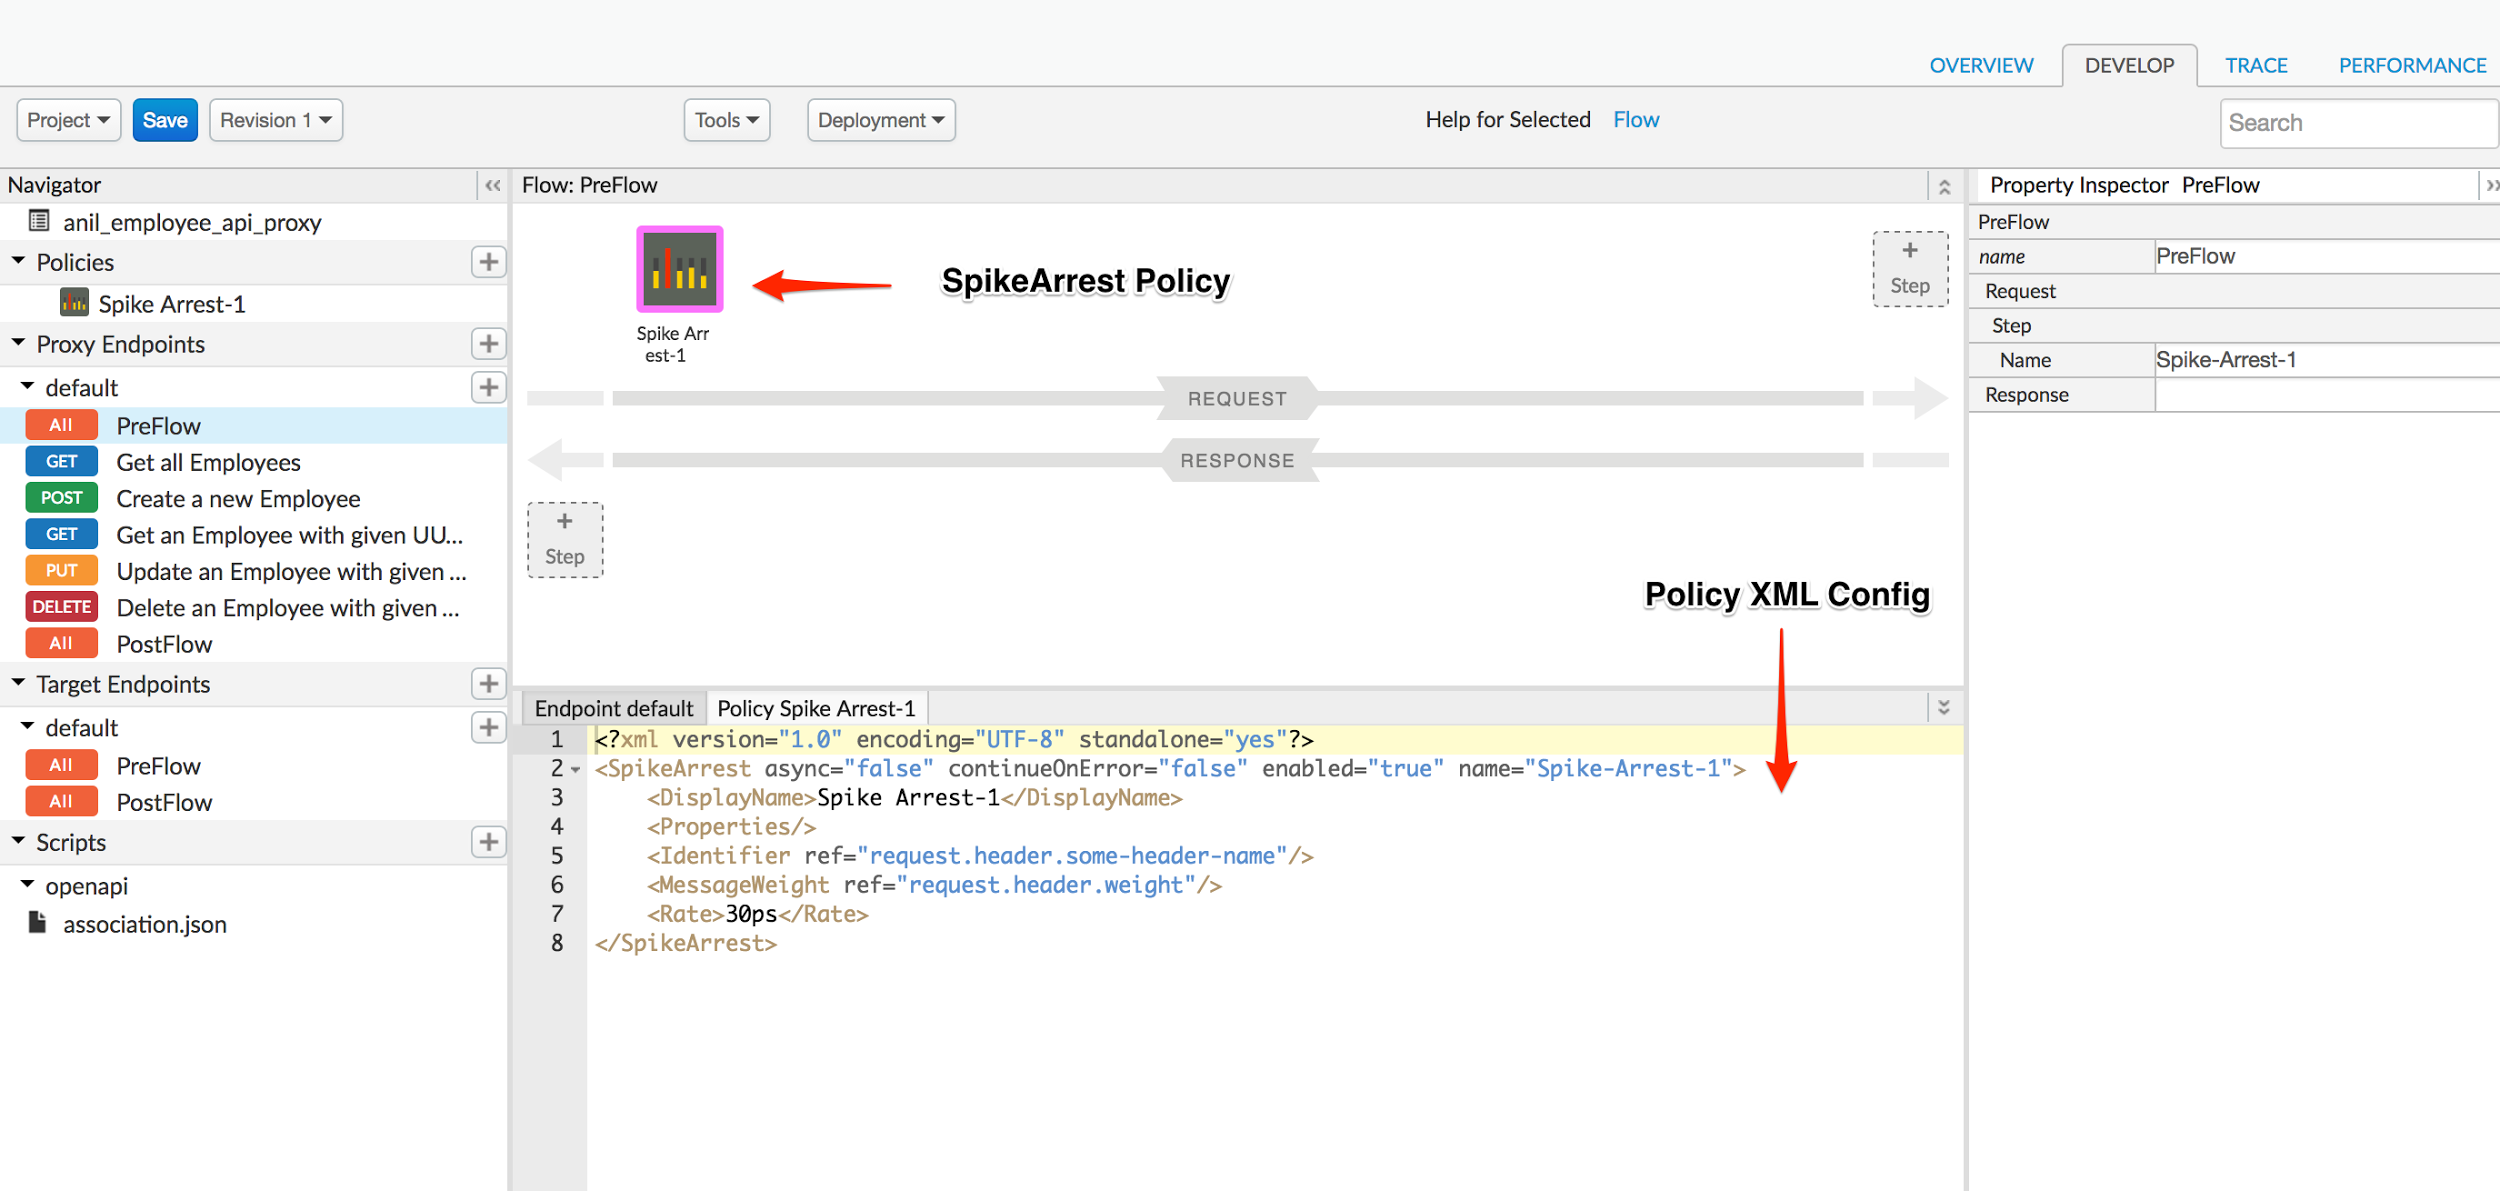 OVERVIEW DEVELOP TRACE PERFORMANCE
Project Save Revision 1 Tools Deployment Help for Selected Flow Search
Navigator
anil_employee_api_proxy
Policies
Spike Arrest-1
Proxy Endpoints
default
All PreFlow
GET Get all Employees
POST Create a new Employee
GET Get an Employee with given UU...
PUT Update an Employee with given ...
DELETE Delete an Employee with given ...
All PostFlow
Target Endpoints
default
All PreFlow
All PostFlow
Scripts
openapi
association.json
Flow: PreFlow
SpikeArrest Policy
Spike Arr
est-1
+
Step
REQUEST
RESPONSE
+
Step
Policy XML Config
Endpoint default Policy Spike Arrest-1
1 <?xml version="1.0" encoding="UTF-8" standalone="yes"?>
2 <SpikeArrest async="false" continueOnError="false" enabled="true" name="Spike-Arrest-1">
3 <DisplayName>Spike Arrest-1</DisplayName>
4 <Properties/>
5 <Identifier ref="request.header.some-header-name"/>
6 <MessageWeight ref="request.header.weight"/>
7 <Rate>30ps</Rate>
8 </SpikeArrest>
Property Inspector PreFlow
PreFlow
name PreFlow
Request
Step
Name Spike-Arrest-1
Response